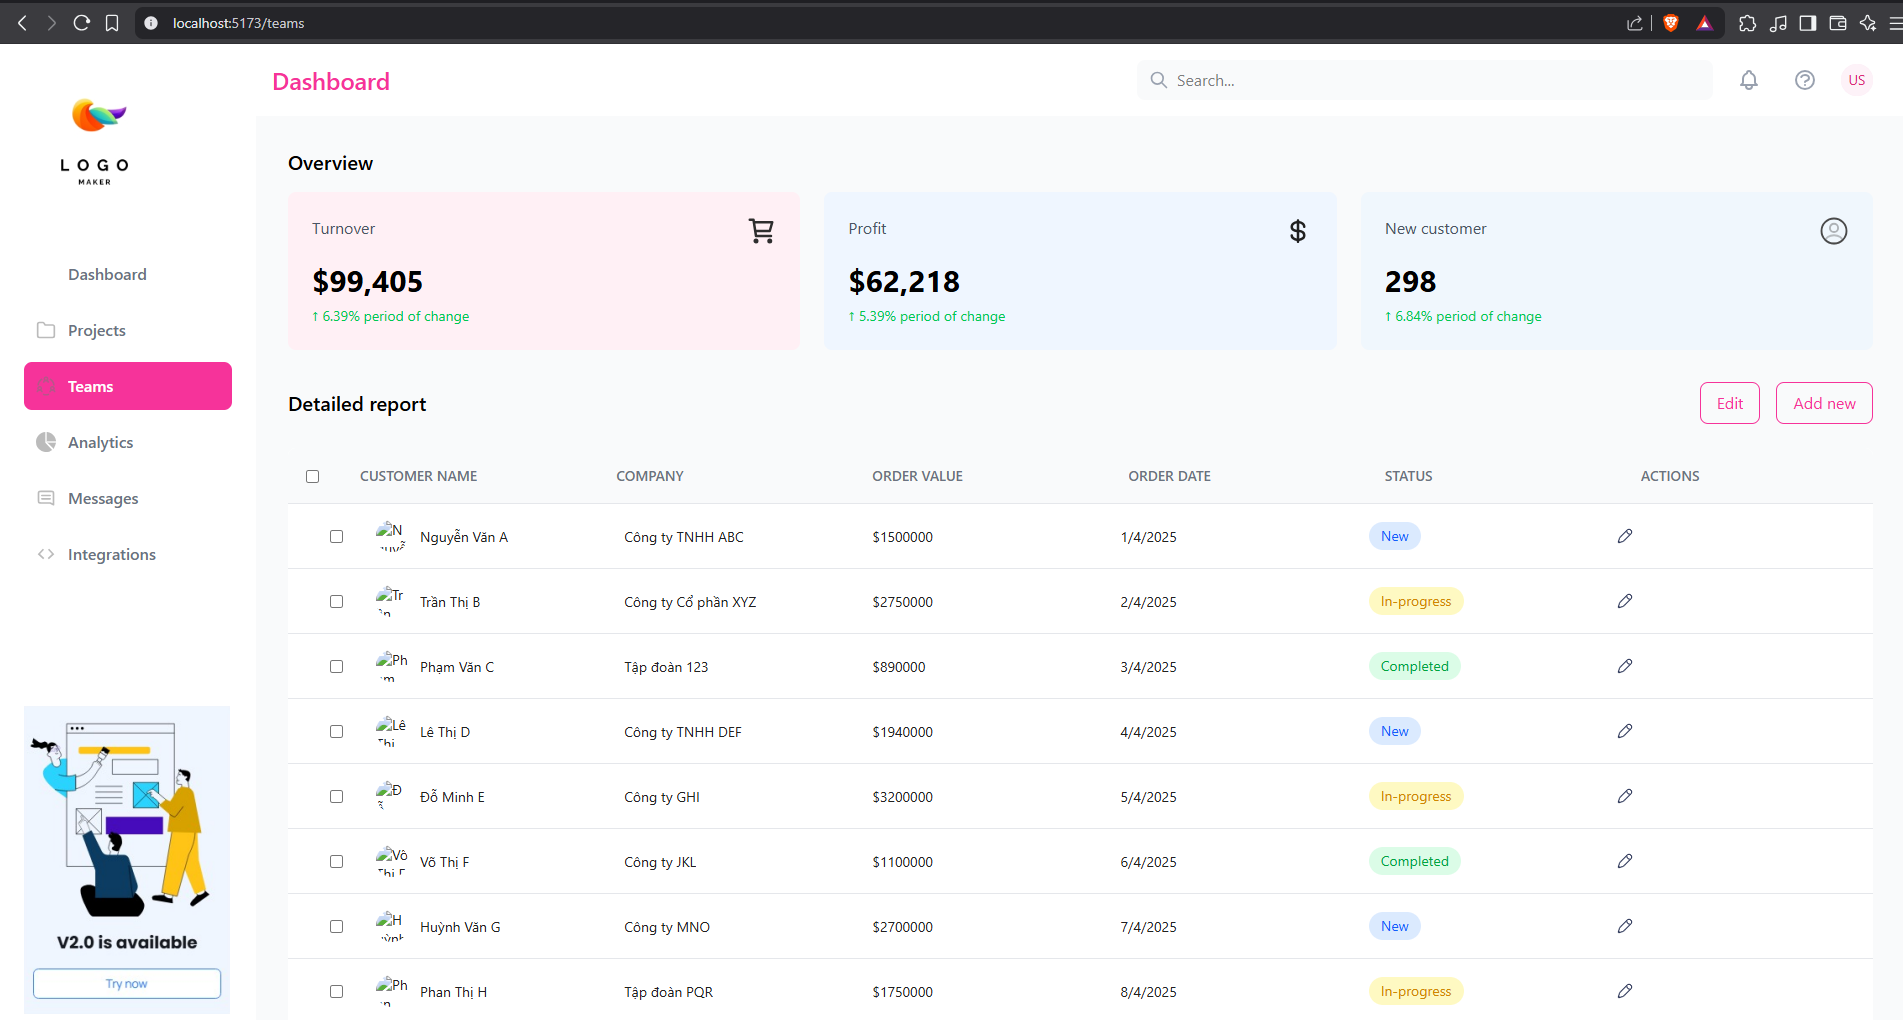 localhost:5173/teams
LOGO
MAKER
Dashboard
Projects
Teams
Analytics
Messages
Integrations
V2.0 is available
Try now
Dashboard
Search...
US
Overview
Turnover
$99,405
↑ 6.39% period of change
Profit
$
$62,218
↑ 5.39% period of change
New customer
298
↑ 6.84% period of change
Detailed report
Edit
Add new
CUSTOMER NAME COMPANY ORDER VALUE ORDER DATE STATUS ACTIONS
Nguyễn Văn A Công ty TNHH ABC $1500000 1/4/2025 New
Trần Thị B Công ty Cổ phần XYZ $2750000 2/4/2025 In-progress
Phạm Văn C Tập đoàn 123 $890000 3/4/2025 Completed
Lê Thị D Công ty TNHH DEF $1940000 4/4/2025 New
Đỗ Minh E Công ty GHI $3200000 5/4/2025 In-progress
Võ Thị F Công ty JKL $1100000 6/4/2025 Completed
Huỳnh Văn G Công ty MNO $2700000 7/4/2025 New
Phan Thị H Tập đoàn PQR $1750000 8/4/2025 In-progress